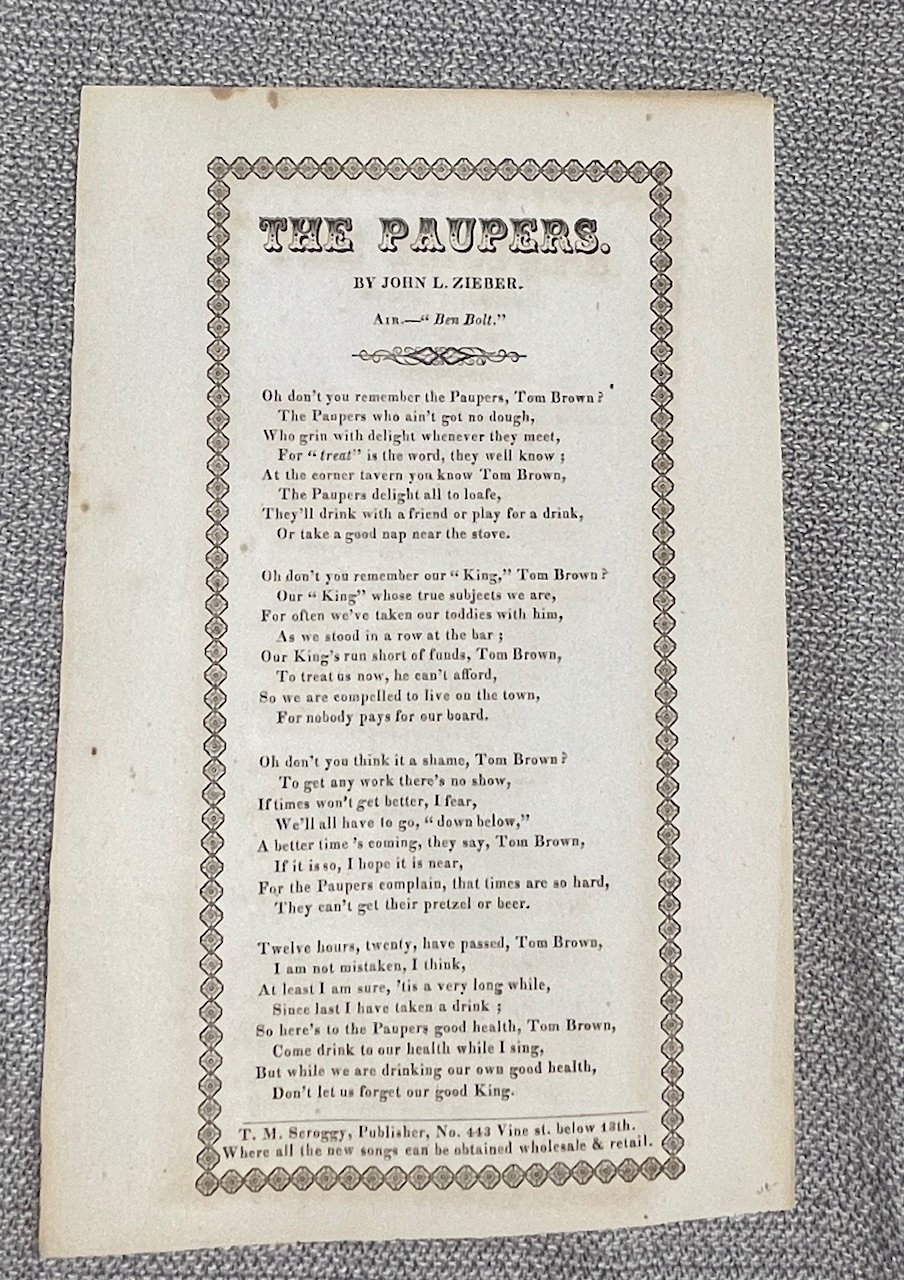 THE PAUPERS.
BY JOHN L. ZIEBER.
AIR.—“Ben Bolt.”
Oh don't you remember the Paupers, Tom Brown?
The Paupers who ain't got no dough,
Who grin with delight whenever they meet,
For “treat” is the word, they well know;
At the corner tavern you know Tom Brown,
The Paupers delight all to loafe,
They'll drink with a friend or play for a drink,
Or take a good nap near the stove.
Oh don't you remember our “King,” Tom Brown?
Our “King” whose true subjects we are,
For often we've taken our toddies with him,
As we stood in a row at the bar;
Our King's run short of funds, Tom Brown,
To treat us now, he can't afford,
So we are compelled to live on the town,
For nobody pays for our board.
Oh don't you think it a shame, Tom Brown?
To get any work there's no show,
If times won't get better, I fear,
We'll all have to go, “down below,”
A better time 's coming, they say, Tom Brown,
If it is so, I hope it is near,
For the Paupers complain, that times are so hard,
They can't get their pretzel or beer.
Twelve hours, twenty, have passed, Tom Brown,
I am not mistaken, I think,
At least I am sure, 'tis a very long while,
Since last I have taken a drink;
So here's to the Paupers good health, Tom Brown,
Come drink to our health while I sing,
But while we are drinking our own good health,
Don't let us forget our good King.
T. M. Scroggy, Publisher, No. 443 Vine st. below 13th.
Where all the new songs can be obtained wholesale & retail.